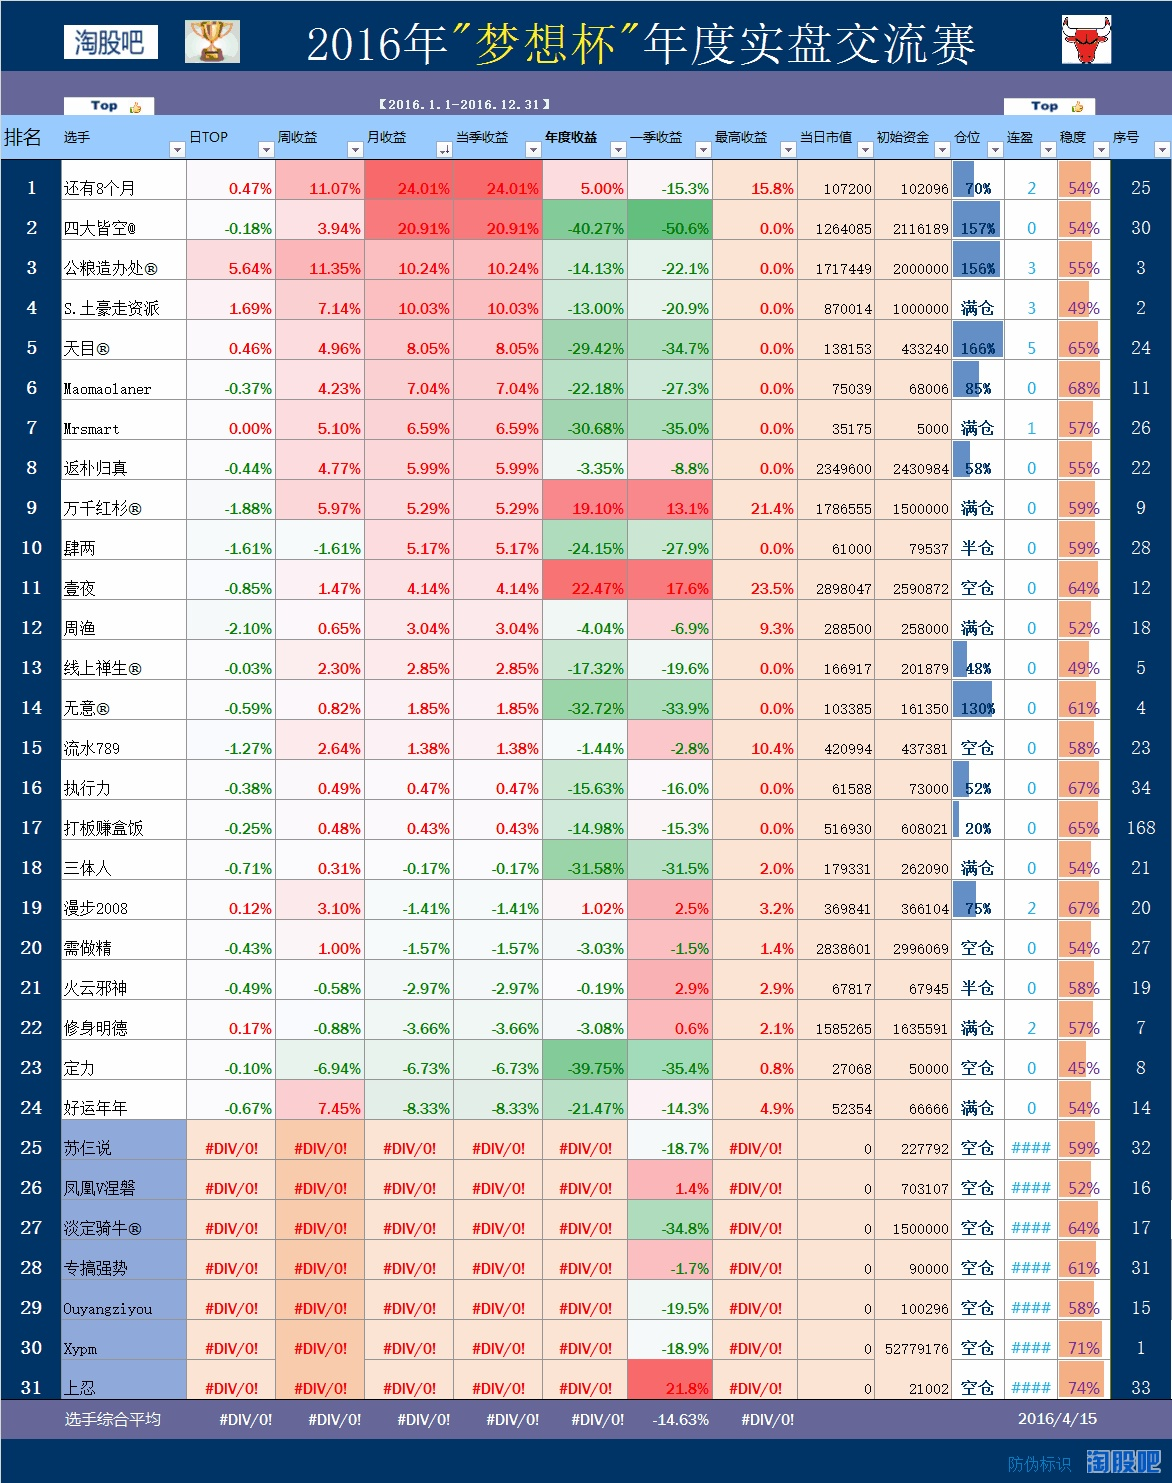 淘股吧 2016年"梦想杯"年度实盘交流赛
Top 【2016.1.1-2016.12.31】 Top
排名 选手 日TOP 周收益 月收益 当季收益 年度收益 一季收益 最高收益 当日市值 初始资金 仓位 连盈 稳度 序号
1 还有8个月 0.47% 11.07% 24.01% 24.01% 5.00% -15.3% 15.8% 107200 102096 70% 2 54% 25
2 四大皆空@ -0.18% 3.94% 20.91% 20.91% -40.27% -50.6% 0.0% 1264085 2116189 157% 0 54% 30
3 公粮造办处® 5.64% 11.35% 10.24% 10.24% -14.13% -22.1% 0.0% 1717449 2000000 156% 3 55% 3
4 S.土豪走资派 1.69% 7.14% 10.03% 10.03% -13.00% -20.9% 0.0% 870014 1000000 满仓 3 49% 2
5 天目® 0.46% 4.96% 8.05% 8.05% -29.42% -34.7% 0.0% 138153 433240 166% 5 65% 24
6 Maomaolaner -0.37% 4.23% 7.04% 7.04% -22.18% -27.3% 0.0% 75039 68006 85% 0 68% 11
7 Mrsmart 0.00% 5.10% 6.59% 6.59% -30.68% -35.0% 0.0% 35175 5000 满仓 1 57% 26
8 返朴归真 -0.44% 4.77% 5.99% 5.99% -3.35% -8.8% 0.0% 2349600 2430984 58% 0 55% 22
9 万千红杉® -1.88% 5.97% 5.29% 5.29% 19.10% 13.1% 21.4% 1786555 1500000 满仓 0 59% 9
10 肆两 -1.61% -1.61% 5.17% 5.17% -24.15% -27.9% 0.0% 61000 79537 半仓 0 59% 28
11 壹夜 -0.85% 1.47% 4.14% 4.14% 22.47% 17.6% 23.5% 2898047 2590872 空仓 0 64% 12
12 周渔 -2.10% 0.65% 3.04% 3.04% -4.04% -6.9% 9.3% 288500 258000 满仓 0 52% 18
13 线上禅生® -0.03% 2.30% 2.85% 2.85% -17.32% -19.6% 0.0% 166917 201879 48% 0 49% 5
14 无意® -0.59% 0.82% 1.85% 1.85% -32.72% -33.9% 0.0% 103385 161350 130% 0 61% 4
15 流水789 -1.27% 2.64% 1.38% 1.38% -1.44% -2.8% 10.4% 420994 437381 空仓 0 58% 23
16 执行力 -0.38% 0.49% 0.47% 0.47% -15.63% -16.0% 0.0% 61588 73000 52% 0 67% 34
17 打板赚盒饭 -0.25% 0.48% 0.43% 0.43% -14.98% -15.3% 0.0% 516930 608021 20% 0 65% 168
18 三体人 -0.71% 0.31% -0.17% -0.17% -31.58% -31.5% 2.0% 179331 262090 满仓 0 54% 21
19 漫步2008 0.12% 3.10% -1.41% -1.41% 1.02% 2.5% 3.2% 369841 366104 75% 2 67% 20
20 需做精 -0.43% 1.00% -1.57% -1.57% -3.03% -1.5% 1.4% 2838601 2996069 空仓 0 54% 27
21 火云邪神 -0.49% -0.58% -2.97% -2.97% -0.19% 2.9% 2.9% 67817 67945 半仓 0 58% 19
22 修身明德 0.17% -0.88% -3.66% -3.66% -3.08% 0.6% 2.1% 1585265 1635591 满仓 2 57% 7
23 定力 -0.10% -6.94% -6.73% -6.73% -39.75% -35.4% 0.8% 27068 50000 空仓 0 45% 8
24 好运年年 -0.67% 7.45% -8.33% -8.33% -21.47% -14.3% 4.9% 52354 66666 满仓 0 54% 14
25 苏仨说 #DIV/0! #DIV/0! #DIV/0! #DIV/0! #DIV/0! -18.7% #DIV/0! 0 227792 空仓 #### 59% 32
26 凤凰V涅磐 #DIV/0! #DIV/0! #DIV/0! #DIV/0! #DIV/0! 1.4% #DIV/0! 0 703107 空仓 #### 52% 16
27 淡定骑牛® #DIV/0! #DIV/0! #DIV/0! #DIV/0! #DIV/0! -34.8% #DIV/0! 0 1500000 空仓 #### 64% 17
28 专搞强势 #DIV/0! #DIV/0! #DIV/0! #DIV/0! #DIV/0! -1.7% #DIV/0! 0 90000 空仓 #### 61% 31
29 Ouyangziyou #DIV/0! #DIV/0! #DIV/0! #DIV/0! #DIV/0! -19.5% #DIV/0! 0 100296 空仓 #### 58% 15
30 Xypm #DIV/0! #DIV/0! #DIV/0! #DIV/0! #DIV/0! -18.9% #DIV/0! 0 52779176 空仓 #### 71% 1
31 上忍 #DIV/0! #DIV/0! #DIV/0! #DIV/0! #DIV/0! 21.8% #DIV/0! 0 21002 空仓 #### 74% 33
选手综合平均 #DIV/0! #DIV/0! #DIV/0! #DIV/0! #DIV/0! -14.63% #DIV/0! 2016/4/15
防伪标识 淘股吧